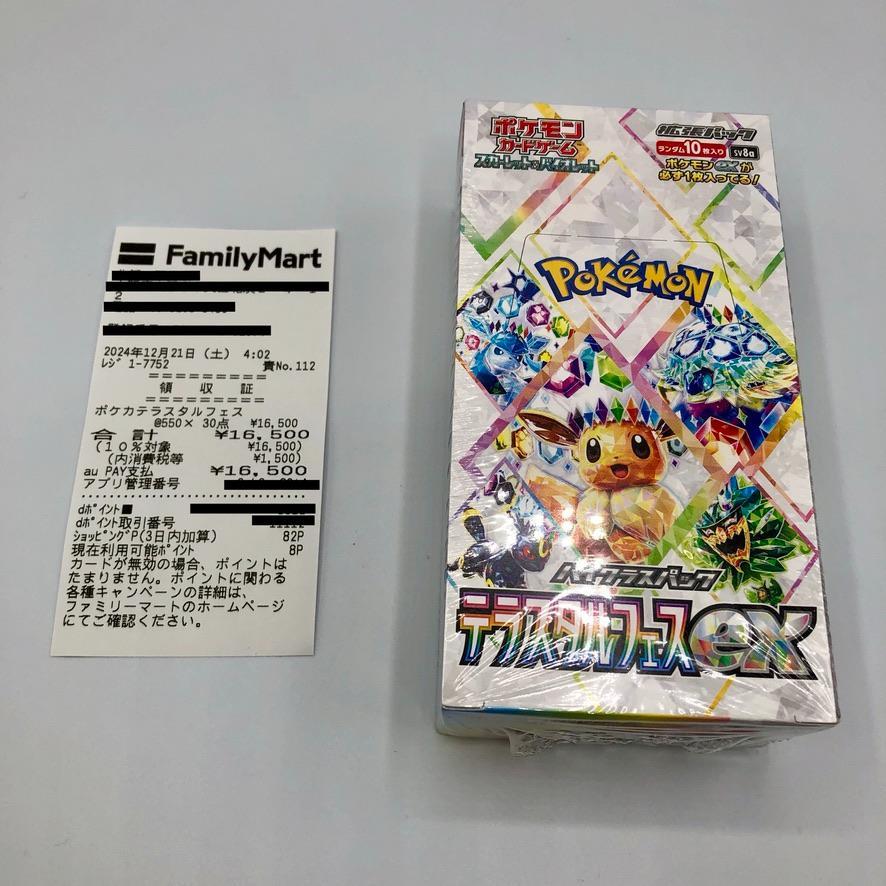 FamilyMart
2
2024年12月21日（土） 4:02
ﾚｼﾞ 1-7752 責No.112
＝＝＝＝＝＝＝＝＝
領 収 証
＝＝＝＝＝＝＝＝＝
ポケカテラスタルフェス
@550× 30点 ¥16,500
合 計 ¥16,500
(１０％対象 ¥16,500)
(内消費税等 ¥1,500)
au PAY支払 ¥16,500
アプリ管理番号
dﾎﾟｲﾝﾄ
dﾎﾟｲﾝﾄ取引番号
ｼｮｯﾋﾟﾝｸﾞP(3日内加算) 82P
現在利用可能ﾎﾟｲﾝﾄ 8P
カードが無効の場合、ポイントは
たまりません。ポイントに関わる
各種キャンペーンの詳細は、
ファミリーマートのホームページ
にてご確認ください。
ポケモン
カードゲーム
スカーレット&バイオレット
拡張パック
ランダム10枚入り sv8a
ポケモンexが
必ず1枚入ってる！
POKéMON
ハイクラスパック
テラスタルフェスex